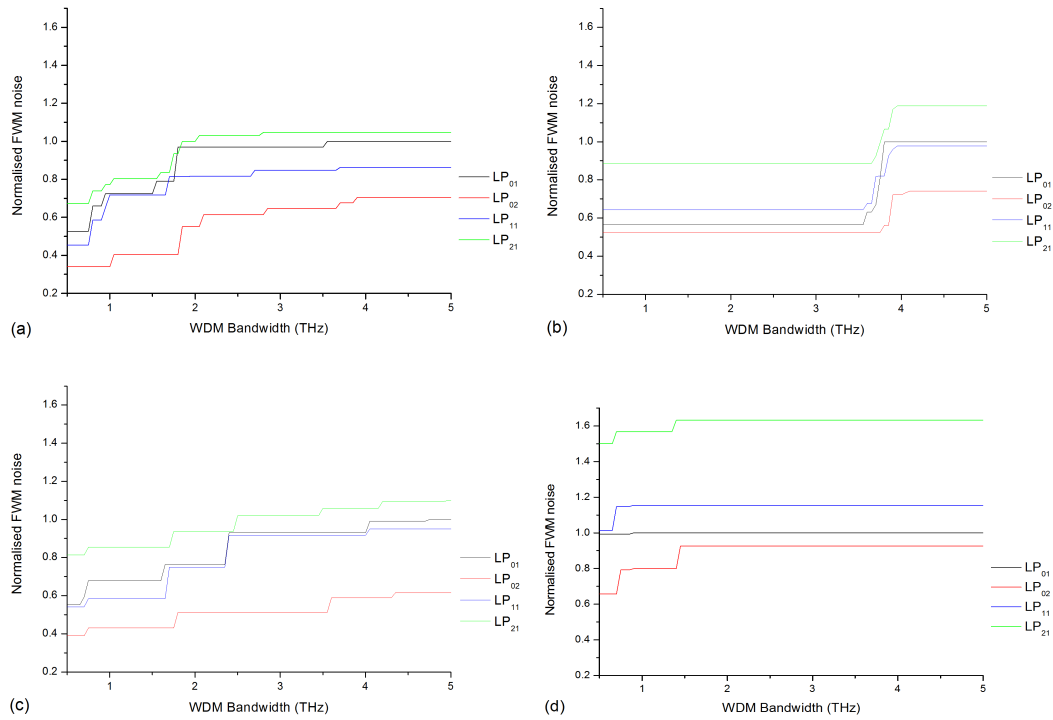 1.6
1.4
1.2
1.0
0.8
0.6
0.4
0.2
Normalised FWM noise
1 2 3 4 5
WDM Bandwidth (THz)
LP01
LP02
LP11
LP21
(a)
1.6
1.4
1.2
1.0
0.8
0.6
0.4
0.2
Normalised FWM noise
1 2 3 4 5
WDM Bandwidth (THz)
LP01
LP02
LP11
LP21
(b)
1.6
1.4
1.2
1.0
0.8
0.6
0.4
0.2
Normalised FWM noise
1 2 3 4 5
WDM Bandwidth (THz)
LP01
LP02
LP11
LP21
(c)
1.6
1.4
1.2
1.0
0.8
0.6
0.4
0.2
Normalised FWM noise
1 2 3 4 5
WDM Bandwidth (THz)
LP01
LP02
LP11
LP21
(d)